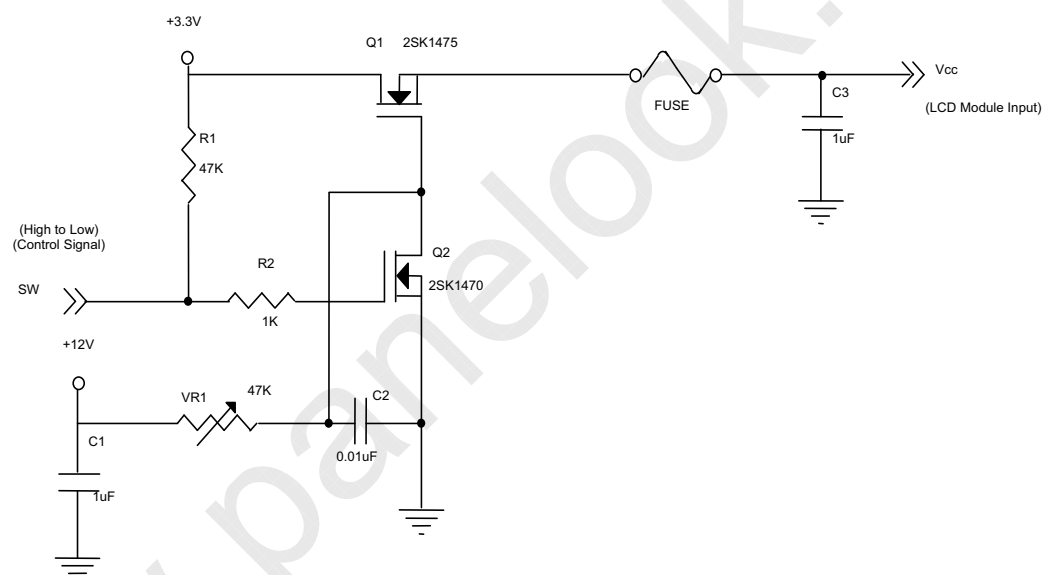 +3.3V
Q1 2SK1475
Vcc
C3
FUSE
(LCD Module Input)
R1
1uF
47K
(High to Low)
(Control Signal)
Q2
R2
SW
2SK1470
1K
+12V
47K
VR1
C2
C1
0.01uF
1uF
panelook.